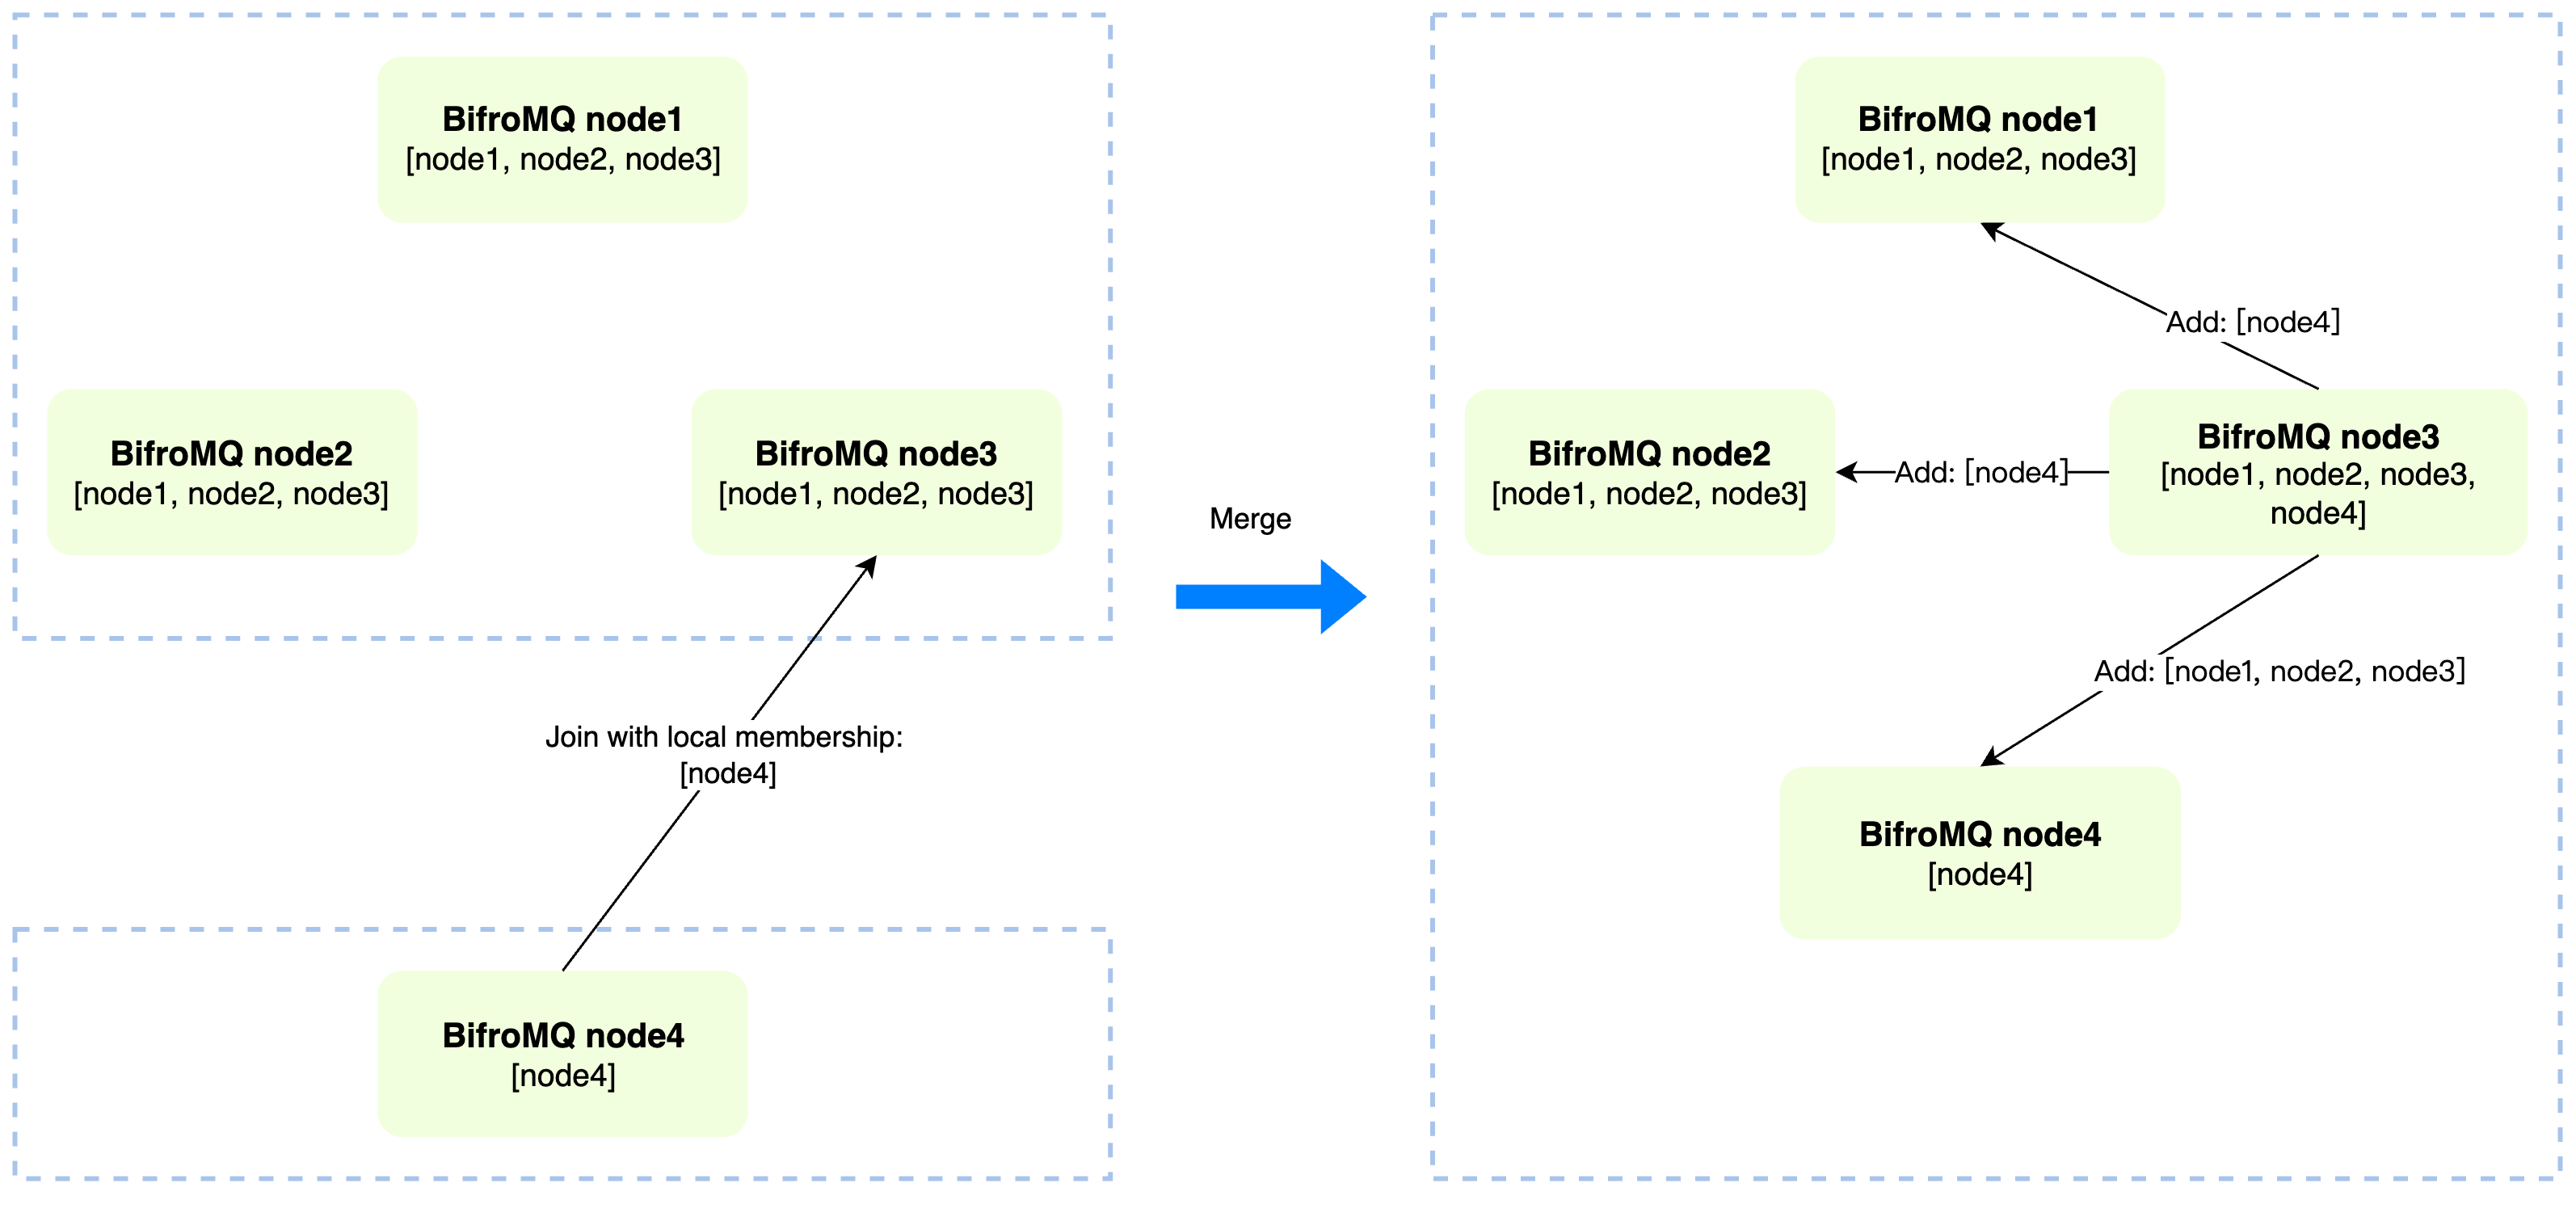 BifroMQ node1
[node1, node2, node3]
BifroMQ node2
[node1, node2, node3]
BifroMQ node3
[node1, node2, node3]
Join with local membership:
[node4]
BifroMQ node4
[node4]
Merge
BifroMQ node1
[node1, node2, node3]
Add: [node4]
BifroMQ node2
[node1, node2, node3]
Add: [node4]
BifroMQ node3
[node1, node2, node3,
node4]
Add: [node1, node2, node3]
BifroMQ node4
[node4]